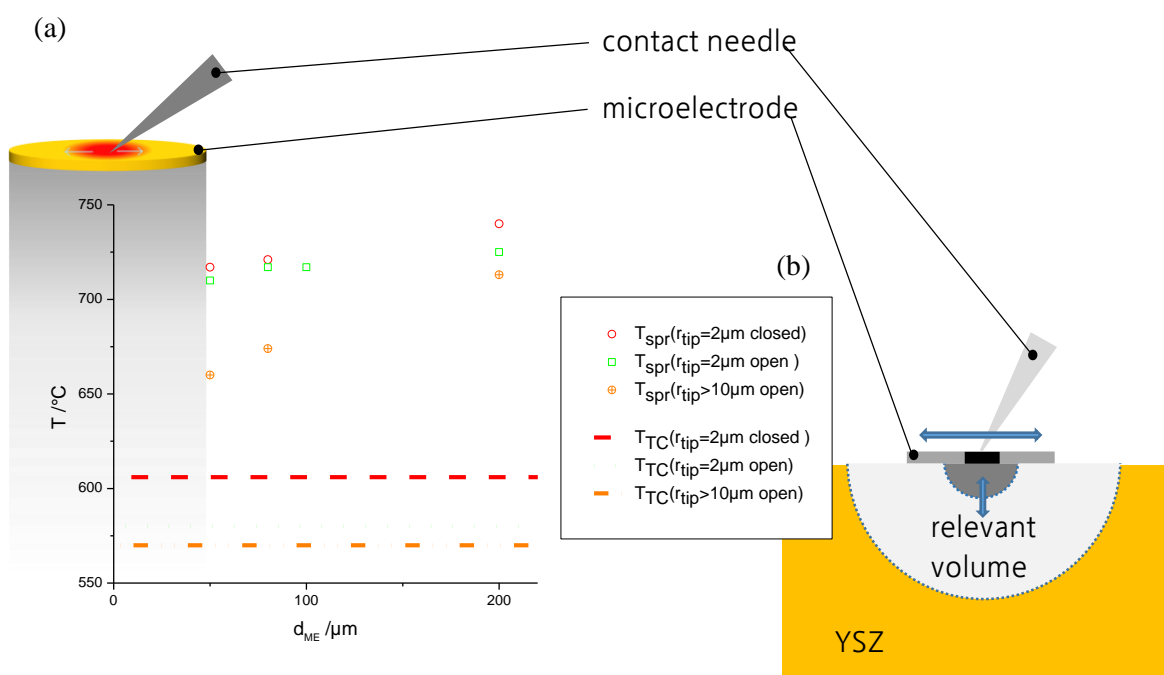 (a)
contact needle
microelectrode
750
700
650
600
550
T /°C
0
100
200
d_ME /µm
T_spr(r_tip=2µm closed)
T_spr(r_tip=2µm open )
T_spr(r_tip>10µm open)
T_TC(r_tip=2µm closed )
T_TC(r_tip=2µm open)
T_TC(r_tip>10µm open)
(b)
relevant
volume
YSZ